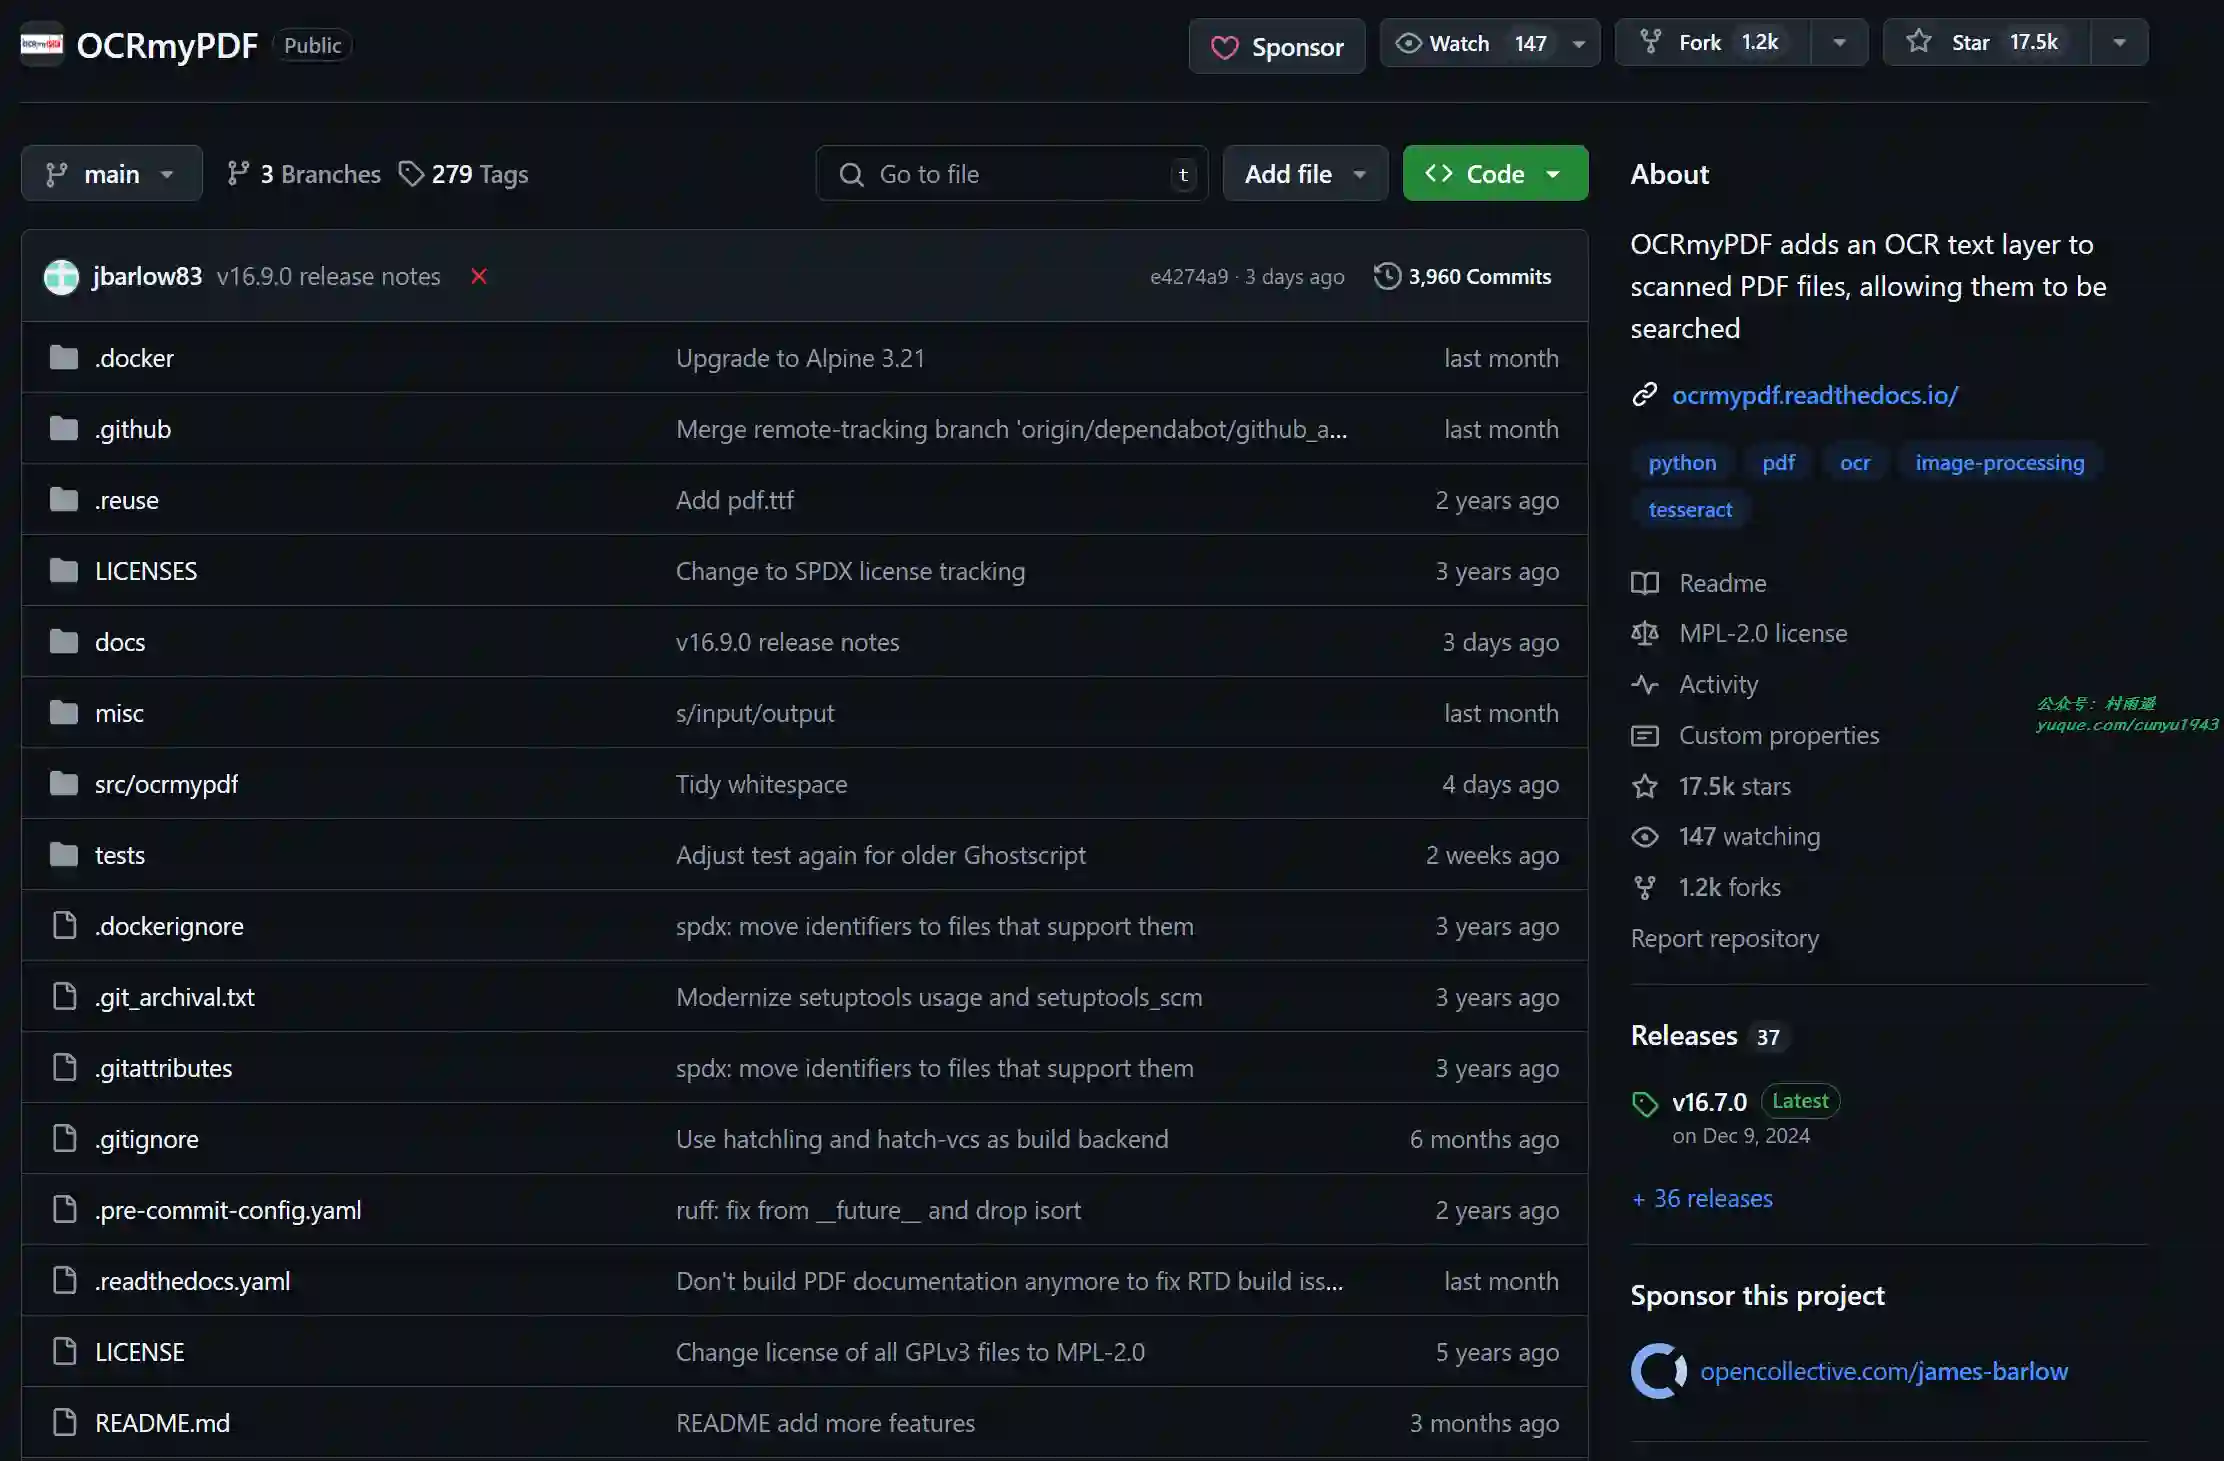 OCRmyPDF Public Sponsor Watch 147 Fork 1.2k Star 17.5k
main 3 Branches 279 Tags Go to file t Add file Code
jbarlow83 v16.9.0 release notes e4274a9 · 3 days ago 3,960 Commits
.docker Upgrade to Alpine 3.21 last month
.github Merge remote-tracking branch 'origin/dependabot/github_a... last month
.reuse Add pdf.ttf 2 years ago
LICENSES Change to SPDX license tracking 3 years ago
docs v16.9.0 release notes 3 days ago
misc s/input/output last month
src/ocrmypdf Tidy whitespace 4 days ago
tests Adjust test again for older Ghostscript 2 weeks ago
.dockerignore spdx: move identifiers to files that support them 3 years ago
.git_archival.txt Modernize setuptools usage and setuptools_scm 3 years ago
.gitattributes spdx: move identifiers to files that support them 3 years ago
.gitignore Use hatchling and hatch-vcs as build backend 6 months ago
.pre-commit-config.yaml ruff: fix from __future__ and drop isort 2 years ago
.readthedocs.yaml Don't build PDF documentation anymore to fix RTD build iss... last month
LICENSE Change license of all GPLv3 files to MPL-2.0 5 years ago
README.md README add more features 3 months ago
About
OCRmyPDF adds an OCR text layer to
scanned PDF files, allowing them to be
searched
ocrmypdf.readthedocs.io/
python pdf ocr image-processing
tesseract
Readme
MPL-2.0 license
Activity
Custom properties
17.5k stars
147 watching
1.2k forks
Report repository
Releases 37
v16.7.0 Latest
on Dec 9, 2024
+ 36 releases
Sponsor this project
opencollective.com/james-barlow
公众号：村雨遥
yuque.com/cunyu1943